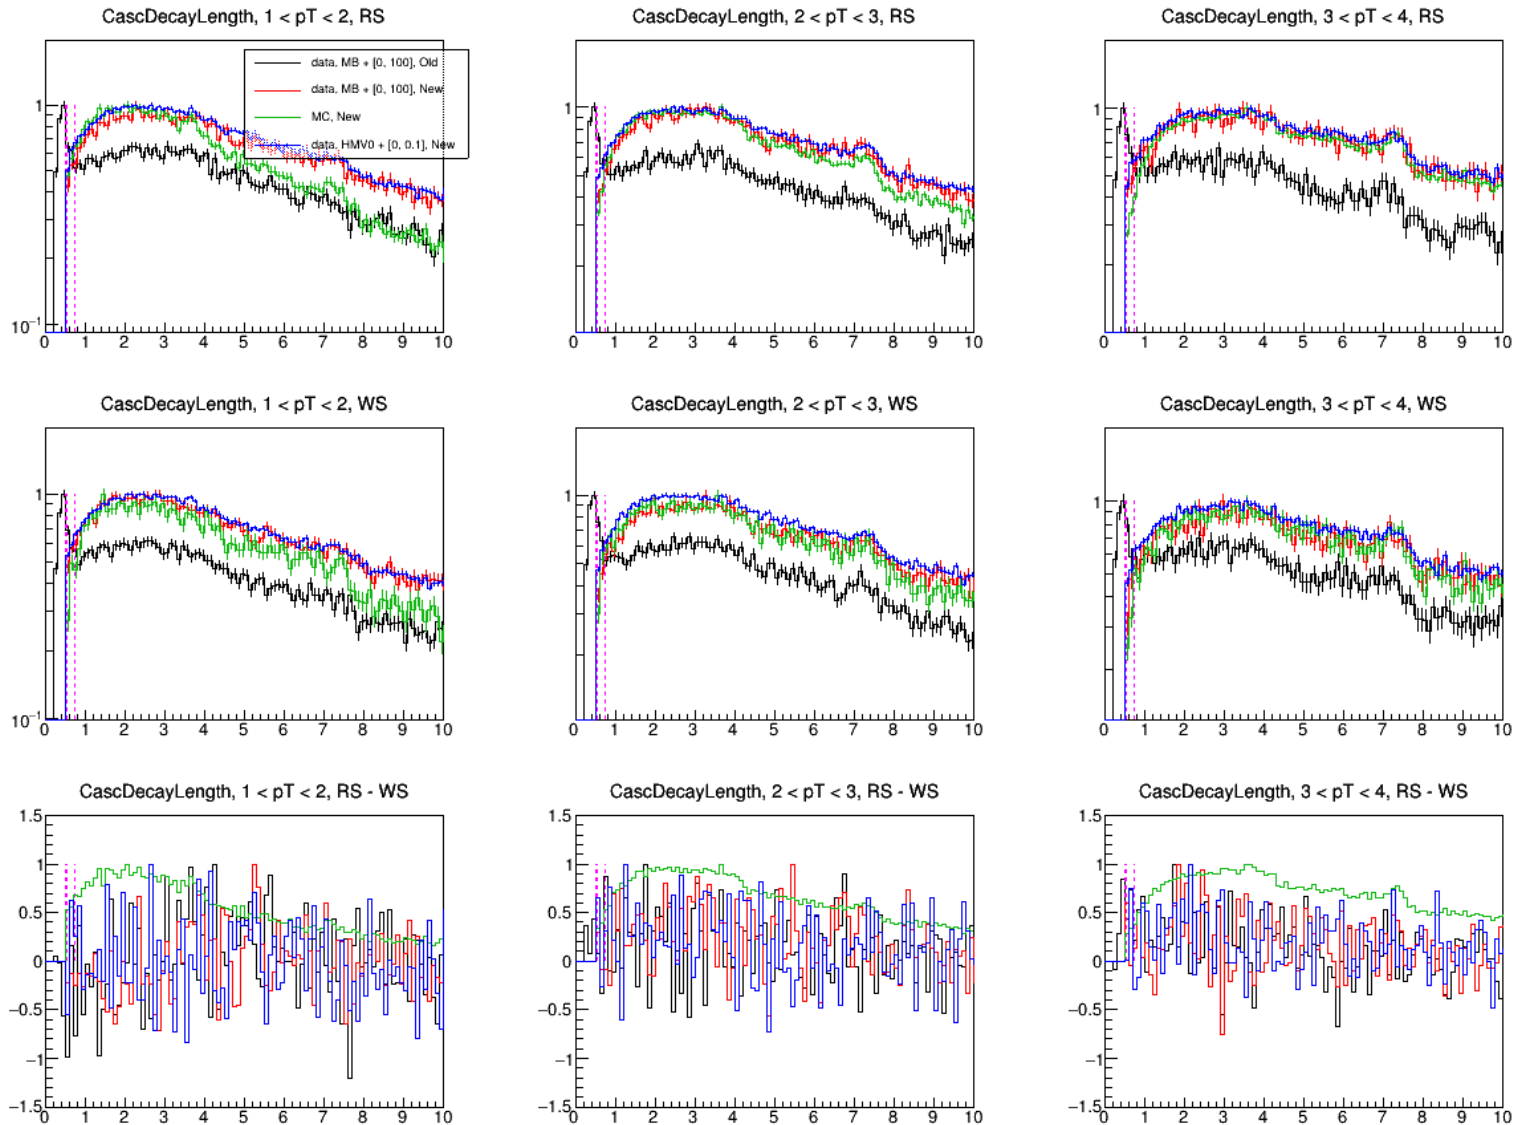 CascDecayLength, 1 < pT < 2, RS
CascDecayLength, 2 < pT < 3, RS
CascDecayLength, 3 < pT < 4, RS
data, MB + [0, 100], Old
data, MB + [0, 100], New
MC, New
data, HMV0 + [0, 0.1], New
1
10⁻¹
0 1 2 3 4 5 6 7 8 9 10
1
0 1 2 3 4 5 6 7 8 9 10
1
0 1 2 3 4 5 6 7 8 9 10
CascDecayLength, 1 < pT < 2, WS
CascDecayLength, 2 < pT < 3, WS
CascDecayLength, 3 < pT < 4, WS
1
10⁻¹
0 1 2 3 4 5 6 7 8 9 10
1
0 1 2 3 4 5 6 7 8 9 10
1
0 1 2 3 4 5 6 7 8 9 10
CascDecayLength, 1 < pT < 2, RS - WS
CascDecayLength, 2 < pT < 3, RS - WS
CascDecayLength, 3 < pT < 4, RS - WS
1.5
1
0.5
0
−0.5
−1
−1.5
0 1 2 3 4 5 6 7 8 9 10
1.5
1
0.5
0
−0.5
−1
−1.5
0 1 2 3 4 5 6 7 8 9 10
1.5
1
0.5
0
−0.5
−1
−1.5
0 1 2 3 4 5 6 7 8 9 10